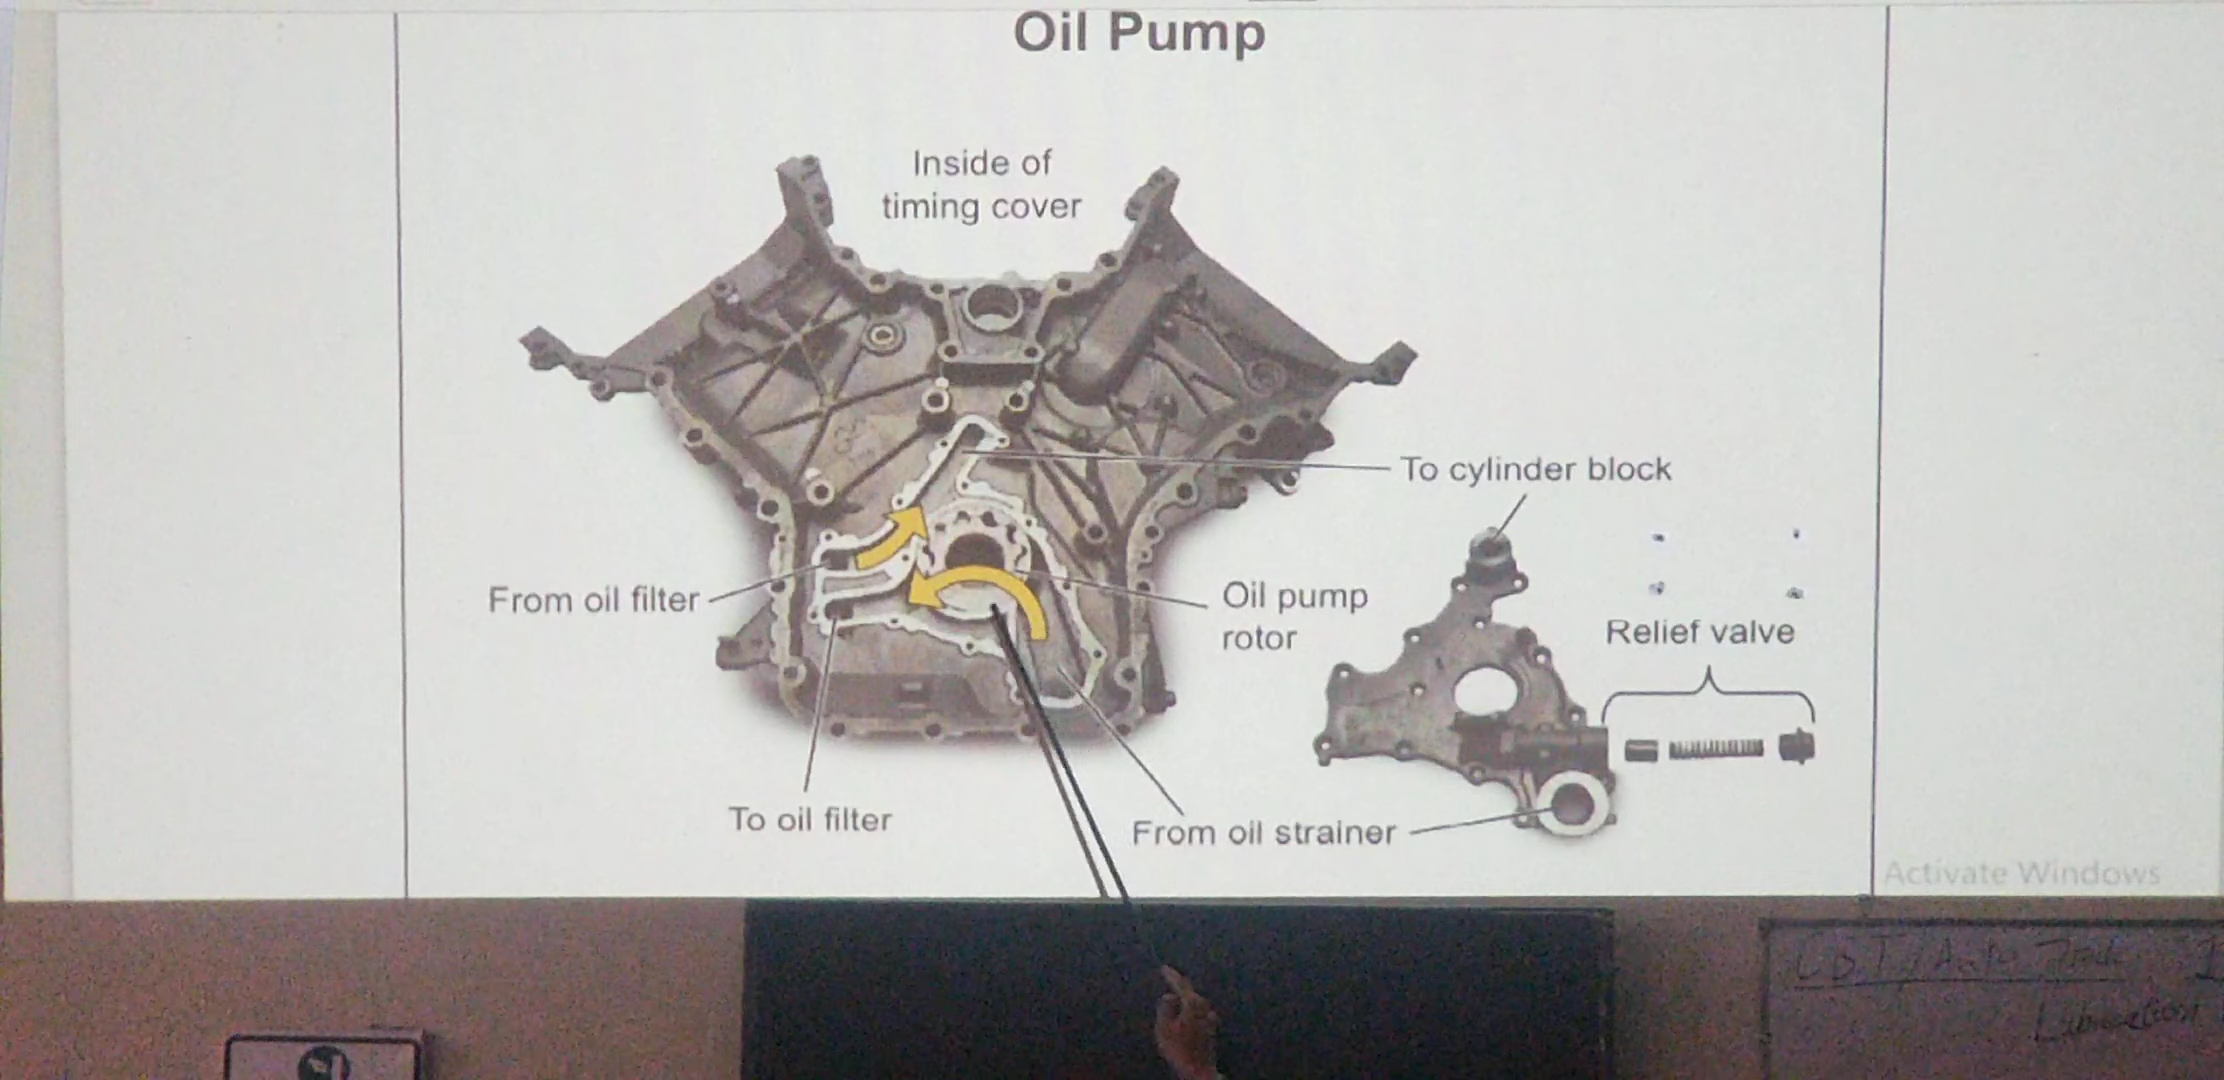 Oil Pump
Inside of
timing cover
To cylinder block
From oil filter
Oil pump
rotor
Relief valve
To oil filter
From oil strainer
Activate Windows
Lubrication